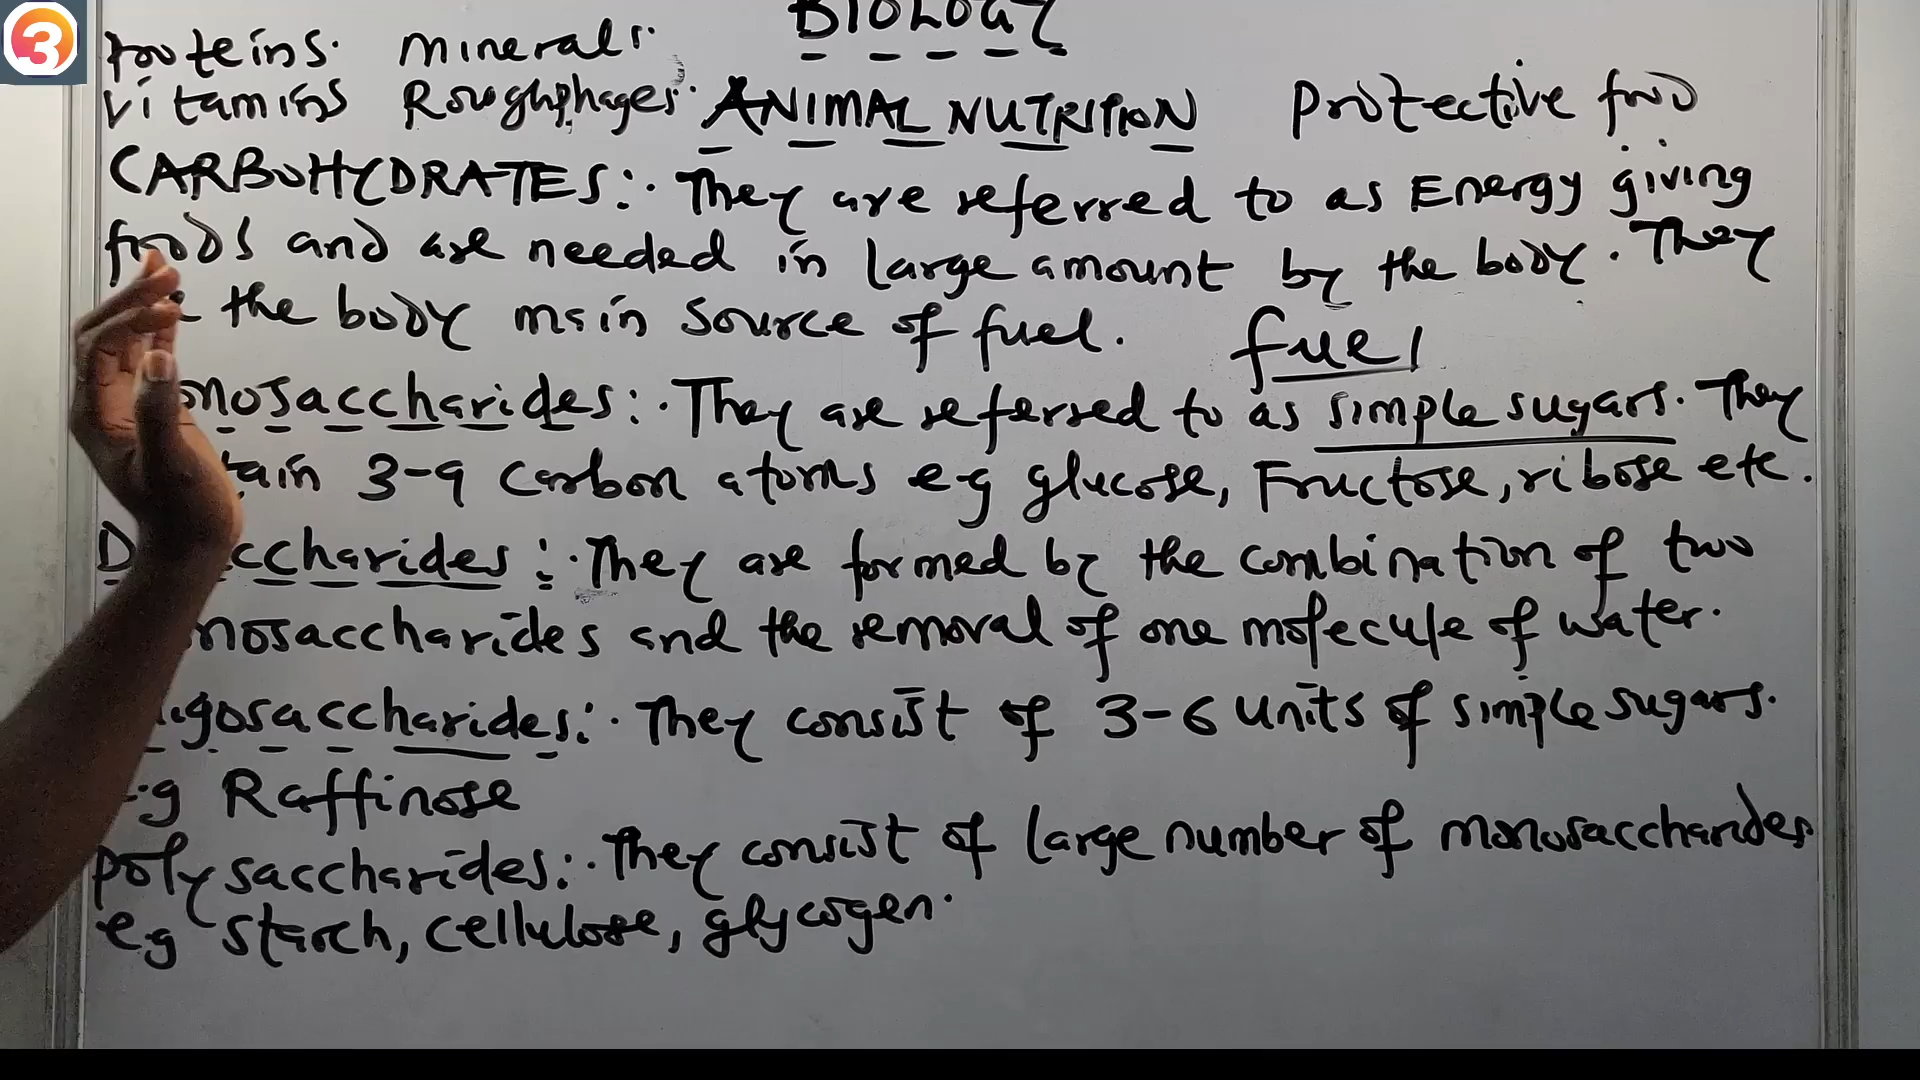 3
BIOLOGY
proteins. minerals.
vitamins Roughphages. ANIMAL NUTRITION protective food
CARBOHYDRATES:. They are referred to as Energy giving
foods and are needed in large amount by the body. They
the body main source of fuel. fuel
nosaccharides:. They are referred to as simple sugars. They
tain 3-9 carbon atoms e.g glucose, Fructose, ribose etc.
D ccharides:. They are formed by the combination of two
nosaccharides and the removal of one molecule of water.
igosaccharides:. They consist of 3-6 units of simple sugars.
e.g Raffinose
polysaccharides:. They consist of large number of monosaccharides
e.g starch, cellulose, glycogen.